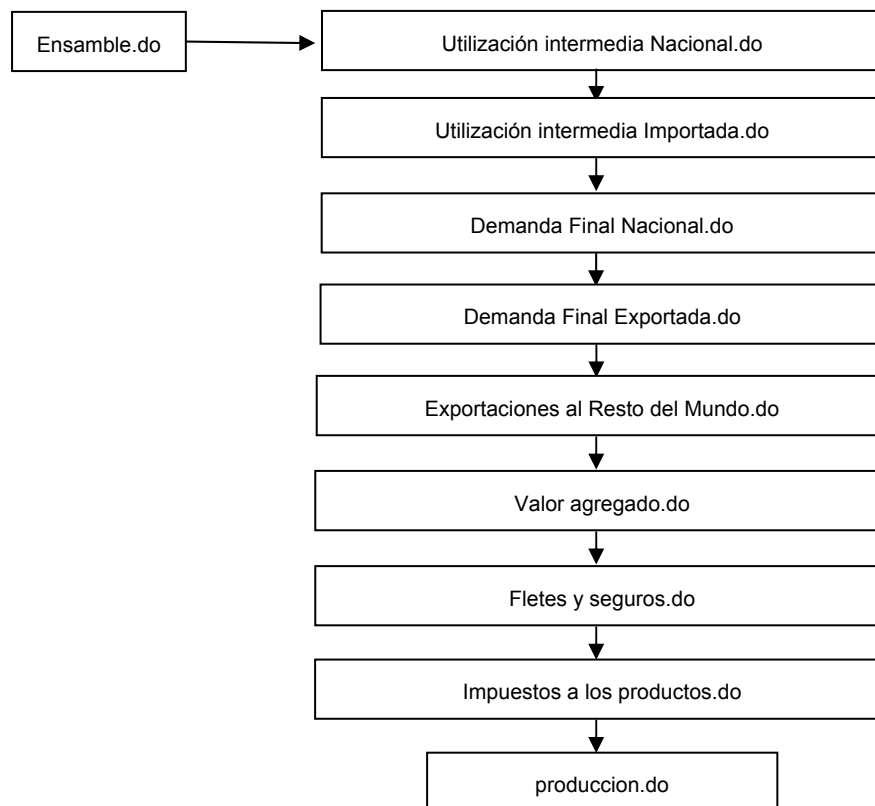 Ensamble.do
Utilización intermedia Nacional.do
Utilización intermedia Importada.do
Demanda Final Nacional.do
Demanda Final Exportada.do
Exportaciones al Resto del Mundo.do
Valor agregado.do
Fletes y seguros.do
Impuestos a los productos.do
produccion.do